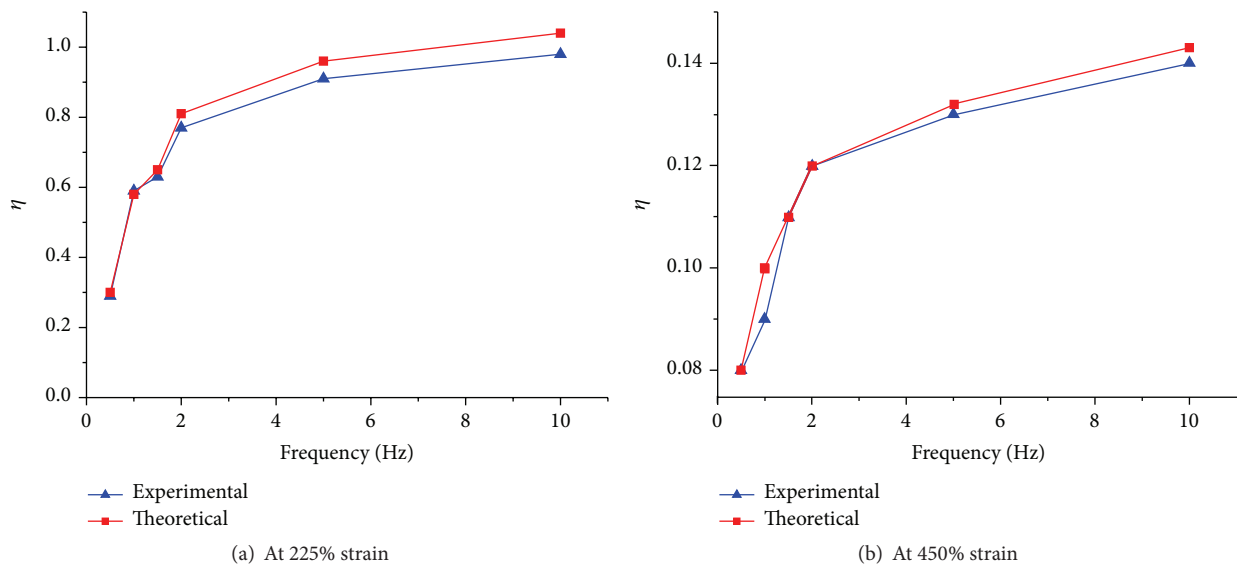 1.0
0.8
0.6
0.4
0.2
0.0
η
0 2 4 6 8 10
Frequency (Hz)
Experimental
Theoretical
(a) At 225% strain
0.14
0.12
0.10
0.08
η
0 2 4 6 8 10
Frequency (Hz)
Experimental
Theoretical
(b) At 450% strain